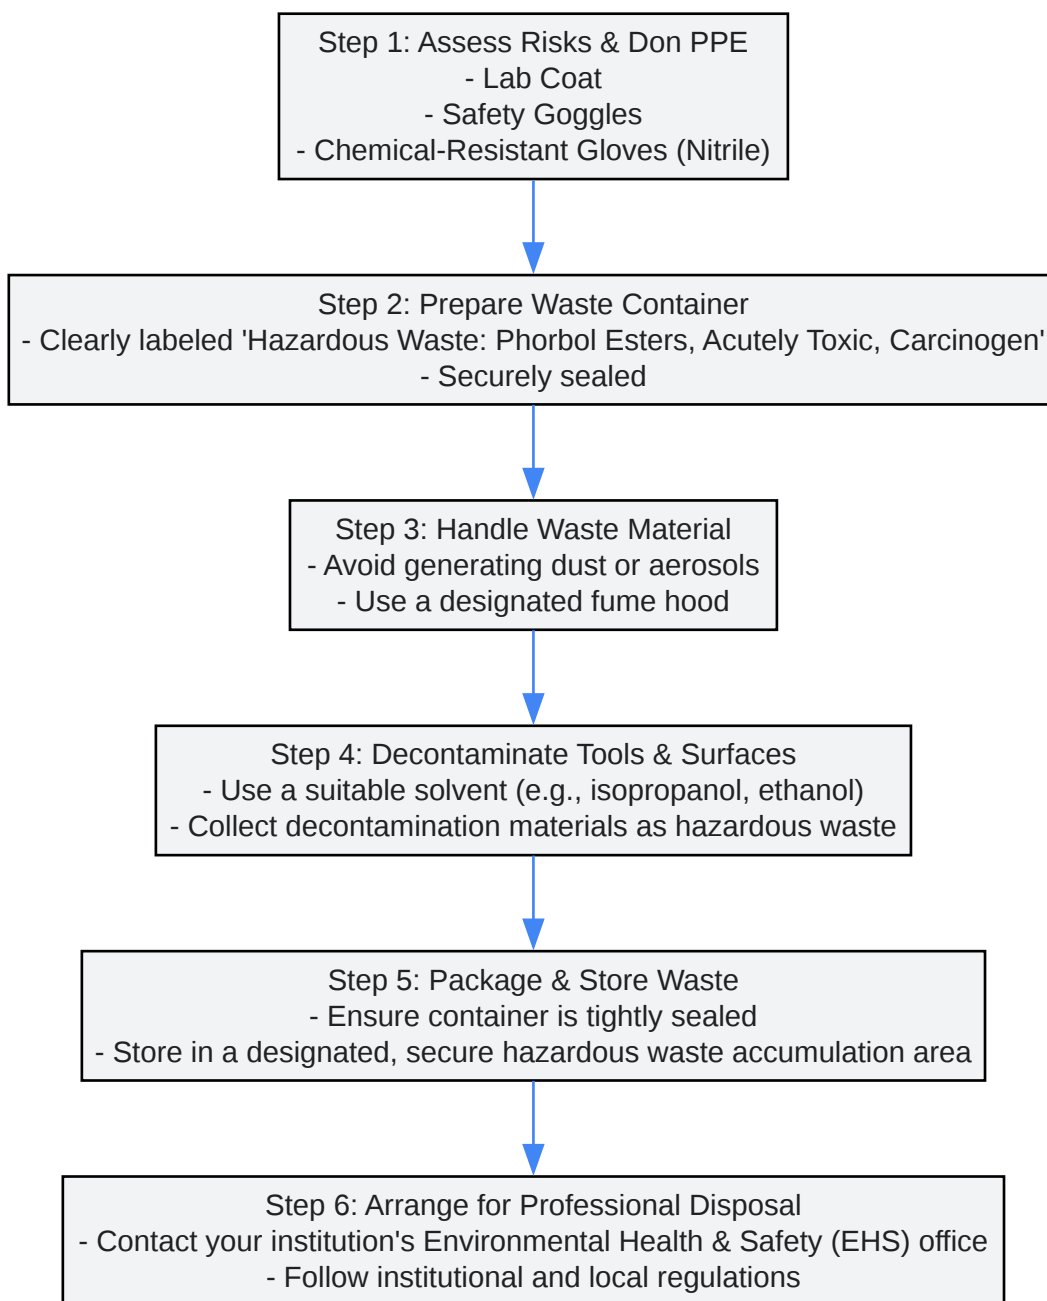 Step 1: Assess Risks & Don PPE
- Lab Coat
- Safety Goggles
- Chemical-Resistant Gloves (Nitrile)
Step 2: Prepare Waste Container
- Clearly labeled 'Hazardous Waste: Phorbol Esters, Acutely Toxic, Carcinogen'
- Securely sealed
Step 3: Handle Waste Material
- Avoid generating dust or aerosols
- Use a designated fume hood
Step 4: Decontaminate Tools & Surfaces
- Use a suitable solvent (e.g., isopropanol, ethanol)
- Collect decontamination materials as hazardous waste
Step 5: Package & Store Waste
- Ensure container is tightly sealed
- Store in a designated, secure hazardous waste accumulation area
Step 6: Arrange for Professional Disposal
- Contact your institution's Environmental Health & Safety (EHS) office
- Follow institutional and local regulations